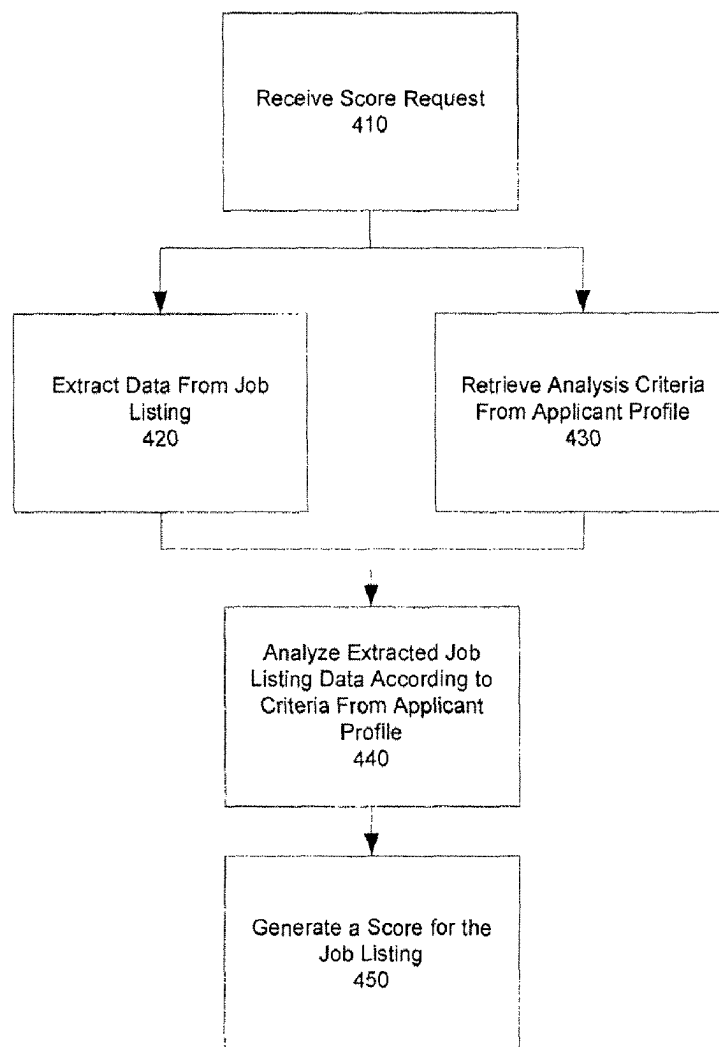 Receive Score Request
410
Extract Data From Job
Listing
420
Retrieve Analysis Criteria
From Applicant Profile
430
Analyze Extracted Job
Listing Data According to
Criteria From Applicant
Profile
440
Generate a Score for the
Job Listing
450